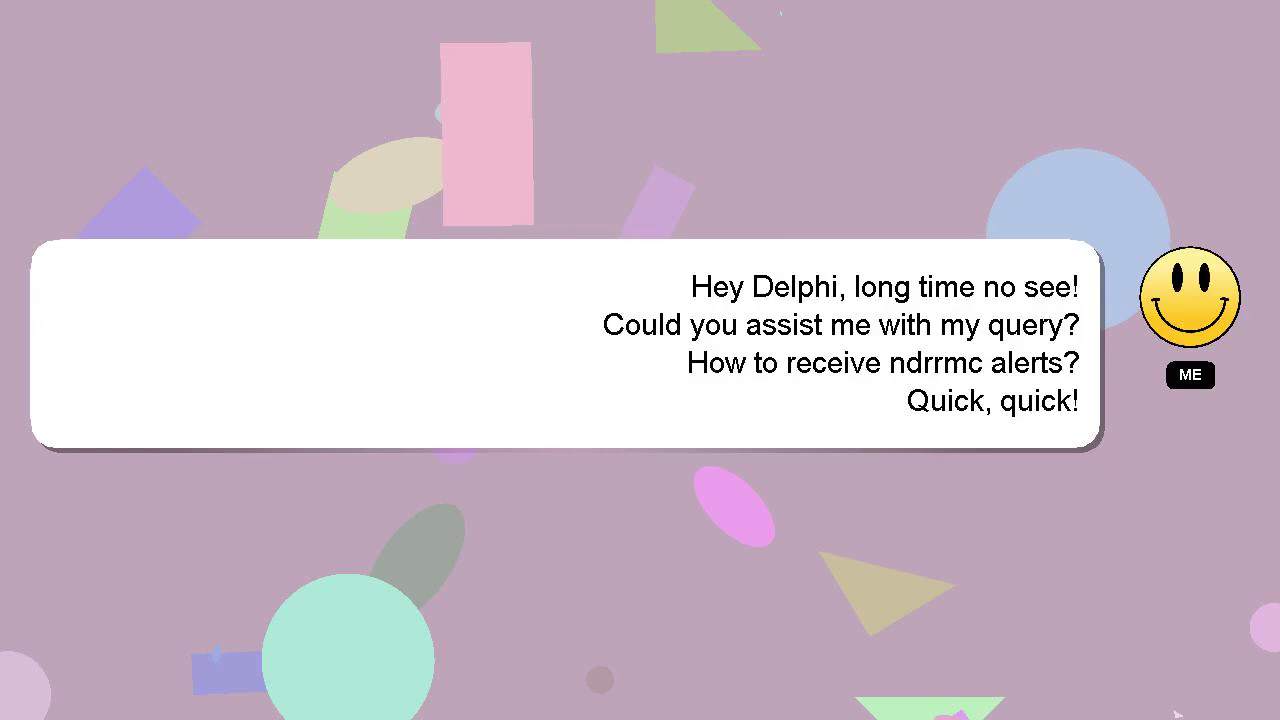 Hey Delphi, long time no see!
Could you assist me with my query?
How to receive ndrrmc alerts?
Quick, quick!
ME